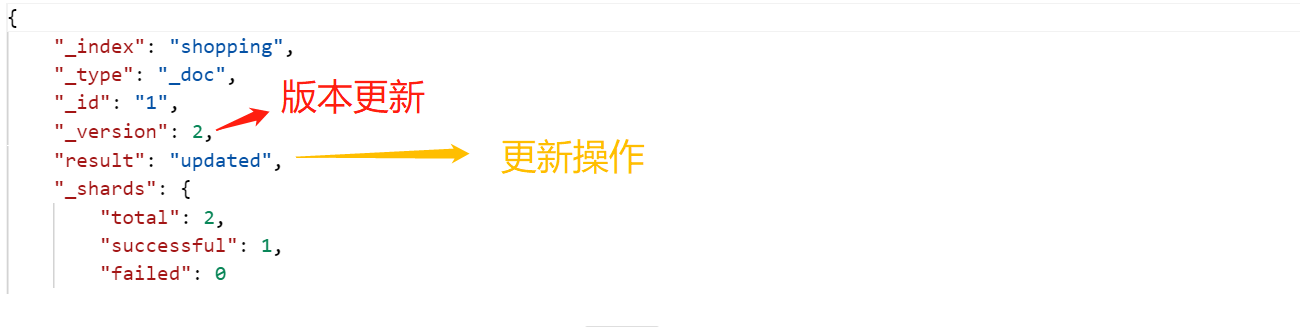 {
"_index": "shopping",
"_type": "_doc",
"_id": "1",
版本更新
"_version": 2,
"result": "updated",
更新操作
"_shards": {
"total": 2,
"successful": 1,
"failed": 0